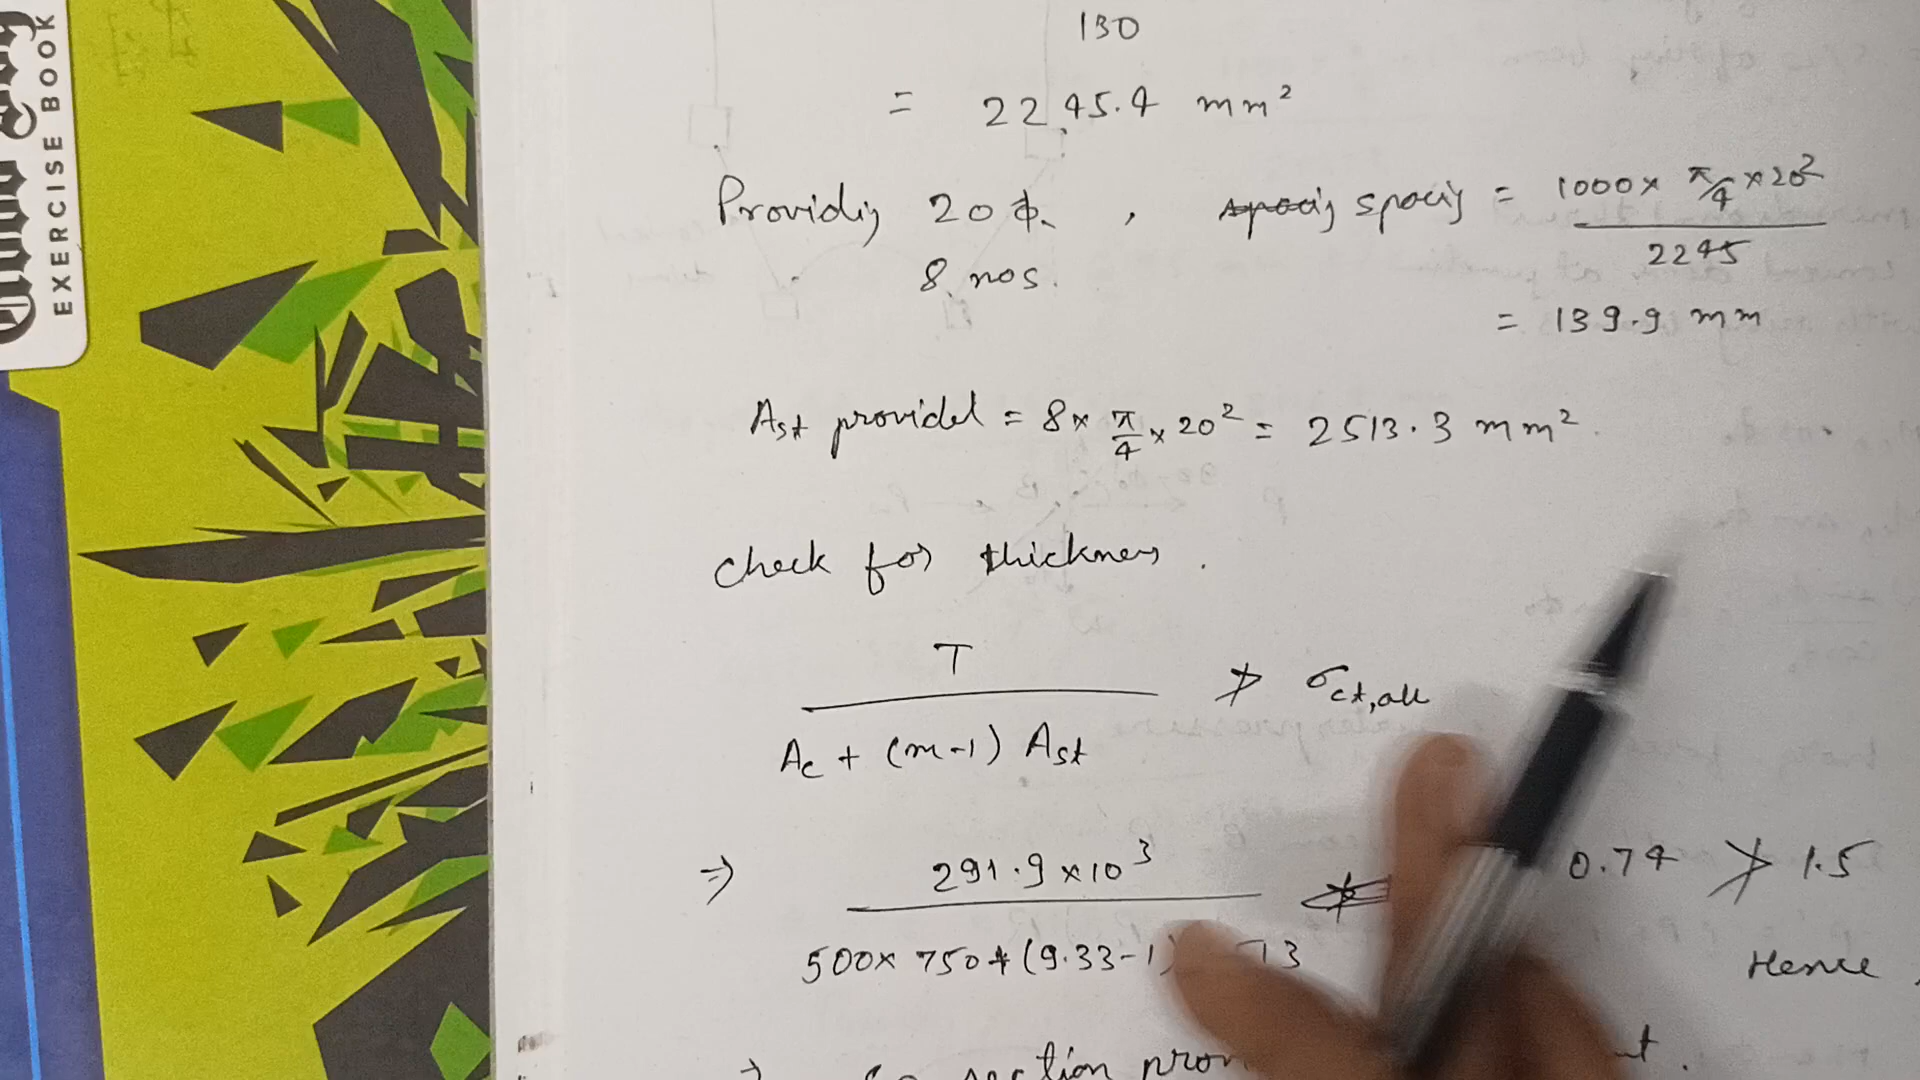 EXERCISE BOOK
130
= 2245.4 mm²
Providing 20 ϕ, spacing = 1000 × π/4 × 20² / 2245
8 nos.
= 139.9 mm
Ast provided = 8 × π/4 × 20² = 2513.3 mm².
Check for thickness.
T / Ac + (m-1) Ast ≯ σct,all
⇒ 291.9 × 10³ / 500 × 750 + (9.33-1) 13 0.74 ≯ 1.5
Hence
⇒ section